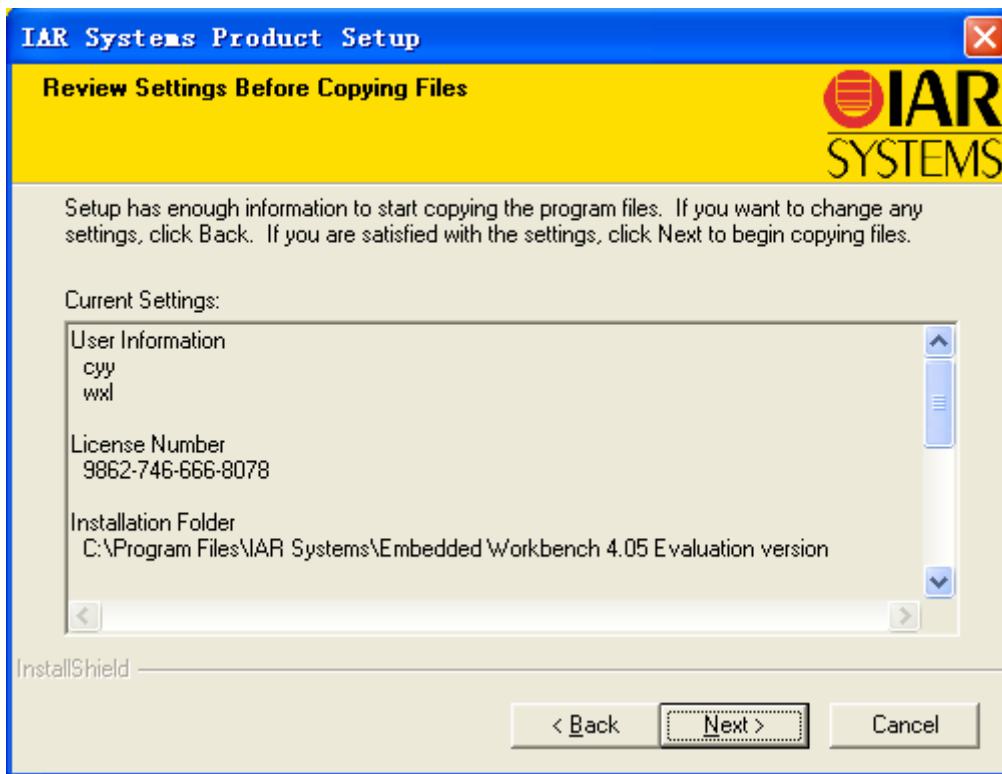 IAR Systems Product Setup
Review Settings Before Copying Files
IAR
SYSTEMS
Setup has enough information to start copying the program files.  If you want to change any
settings, click Back.  If you are satisfied with the settings, click Next to begin copying files.
Current Settings:
User Information
cyy
wxl
License Number
9862-746-666-8078
Installation Folder
C:\Program Files\IAR Systems\Embedded Workbench 4.05 Evaluation version
InstallShield
< Back
Next >
Cancel